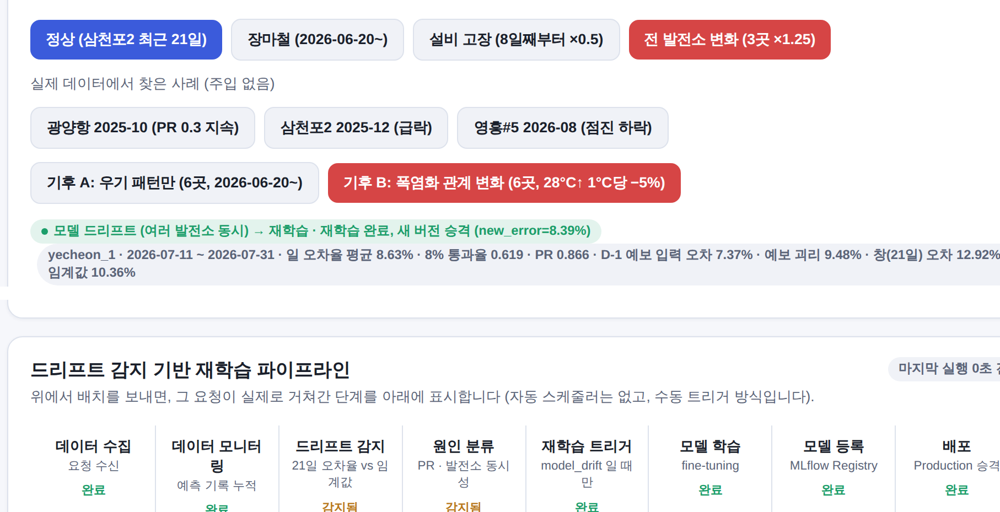 정상 (삼천포2 최근 21일) 장마철 (2026-06-20~) 설비 고장 (8일째부터 ×0.5) 전 발전소 변화 (3곳 ×1.25)
실제 데이터에서 찾은 사례 (주입 없음)
광양항 2025-10 (PR 0.3 지속) 삼천포2 2025-12 (급락) 영흥#5 2026-08 (점진 하락)
기후 A: 우기 패턴만 (6곳, 2026-06-20~) 기후 B: 폭염화 관계 변화 (6곳, 28°C↑ 1°C당 −5%)
모델 드리프트 (여러 발전소 동시) → 재학습 · 재학습 완료, 새 버전 승격 (new_error=8.39%)
yecheon_1 · 2026-07-11 ~ 2026-07-31 · 일 오차율 평균 8.63% · 8% 통과율 0.619 · PR 0.866 · D-1 예보 입력 오차 7.37% · 예보 괴리 9.48% · 창(21일) 오차 12.92%
임계값 10.36%
드리프트 감지 기반 재학습 파이프라인
마지막 실행 0초
위에서 배치를 보내면, 그 요청이 실제로 거쳐간 단계를 아래에 표시합니다 (자동 스케줄러는 없고, 수동 트리거 방식입니다).
데이터 수집
요청 수신
완료
데이터 모니터
링
예측 기록 누적
완료
드리프트 감지
21일 오차율 vs 임
계값
감지됨
원인 분류
PR · 발전소 동시
성
감지됨
재학습 트리거
model_drift 일 때
만
완료
모델 학습
fine-tuning
완료
모델 등록
MLflow Registry
완료
배포
Production 승격
완료